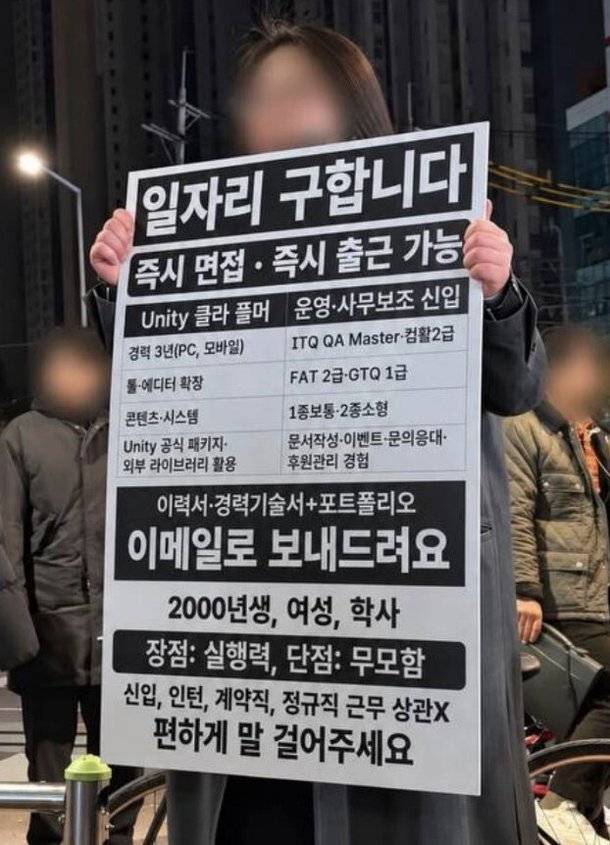 일자리 구합니다
즉시 면접·즉시 출근 가능
Unity 클라 플머
운영·사무보조 신입
경력 3년(PC, 모바일)
ITQ QA Master·컴활2급
툴·에디터 확장
FAT 2급·GTQ 1급
콘텐츠·시스템
1종보통·2종소형
Unity 공식 패키지·
외부 라이브러리 활용
문서작성·이벤트·문의응대·
후원관리 경험
이력서·경력기술서+포트폴리오
이메일로 보내드려요
2000년생, 여성, 학사
장점: 실행력, 단점: 무모함
신입, 인턴, 계약직, 정규직 근무 상관X
편하게 말 걸어주세요